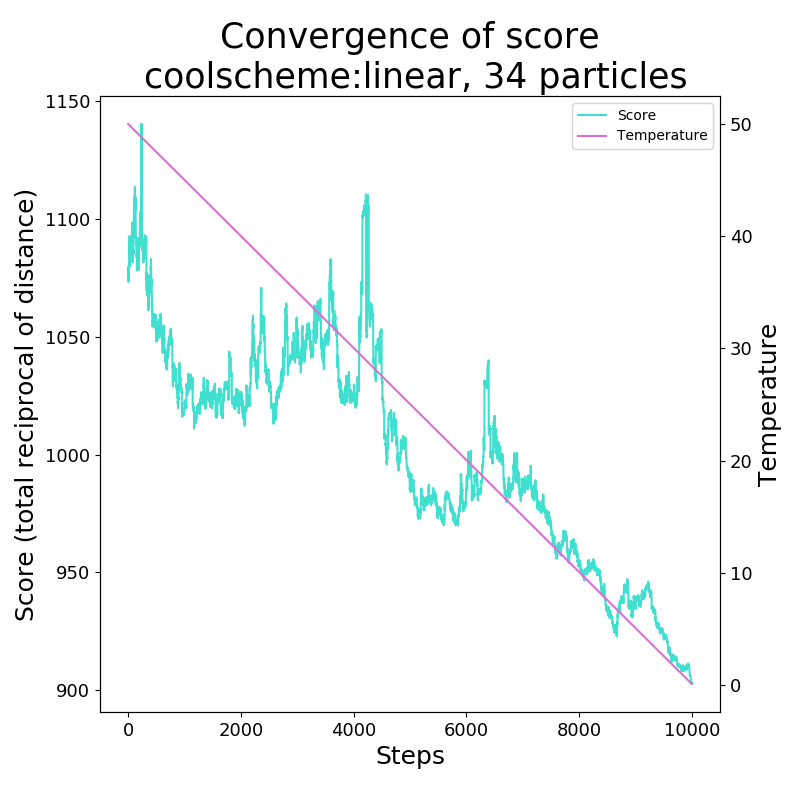 Convergence of score
coolscheme:linear, 34 particles
Score
Temperature
1150
1100
1050
1000
950
900
Score (total reciprocal of distance)
50
40
30
20
10
0
Temperature
0 2000 4000 6000 8000 10000
Steps